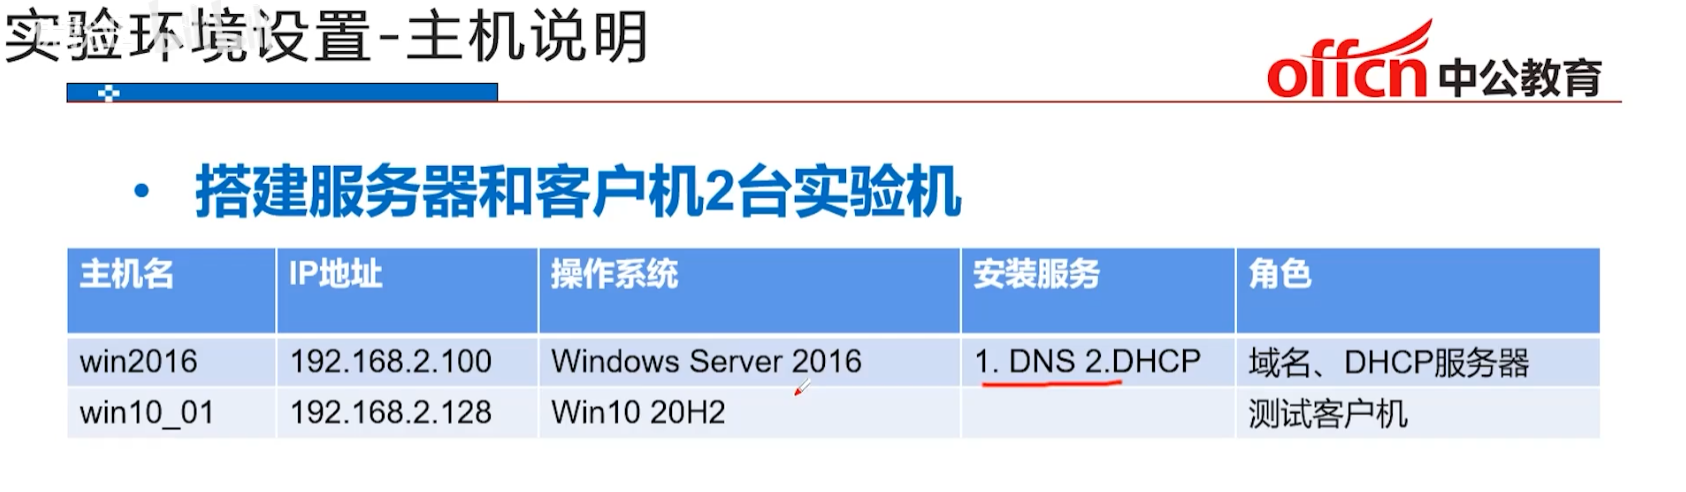 实验环境设置-主机说明
offcn 中公教育
• 搭建服务器和客户机2台实验机
主机名 IP地址 操作系统 安装服务 角色
win2016 192.168.2.100 Windows Server 2016 1. DNS 2.DHCP 域名、DHCP服务器
win10_01 192.168.2.128 Win10 20H2 测试客户机